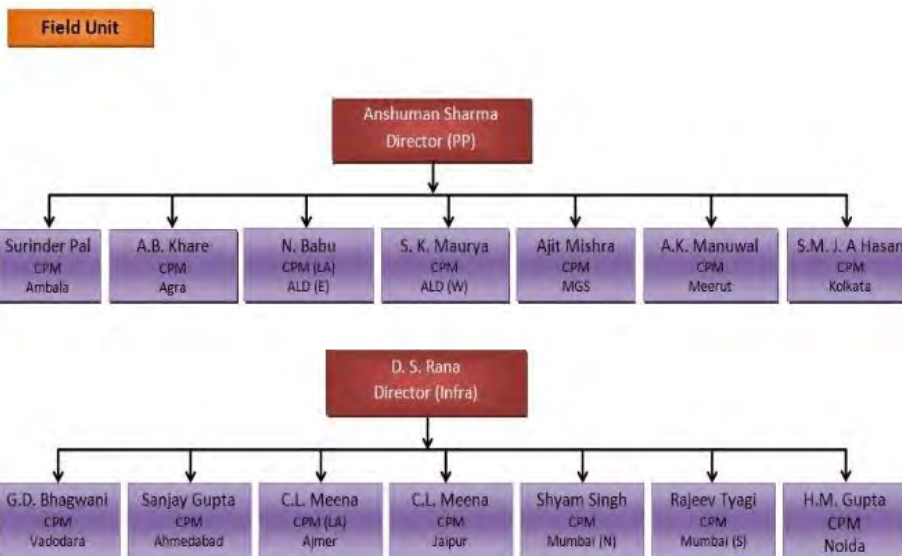 Field Unit
Anshuman Sharma
Director (PP)
Surinder Pal
CPM
Ambala
A.B. Khare
CPM
Agra
N. Babu
CPM (LA)
ALD (E)
S. K. Maurya
CPM
ALD (W)
Ajit Mishra
CPM
MGS
A.K. Manuwal
CPM
Meerut
S.M. J. A Hasan
CPM
Kolkata
D. S. Rana
Director (Infra)
G.D. Bhagwani
CPM
Vadodara
Sanjay Gupta
CPM
Ahmedabad
C.L. Meena
CPM (LA)
Ajmer
C.L. Meena
CPM
Jaipur
Shyam Singh
CPM
Mumbai (N)
Rajeev Tyagi
CPM
Mumbai (S)
H.M. Gupta
CPM
Noida